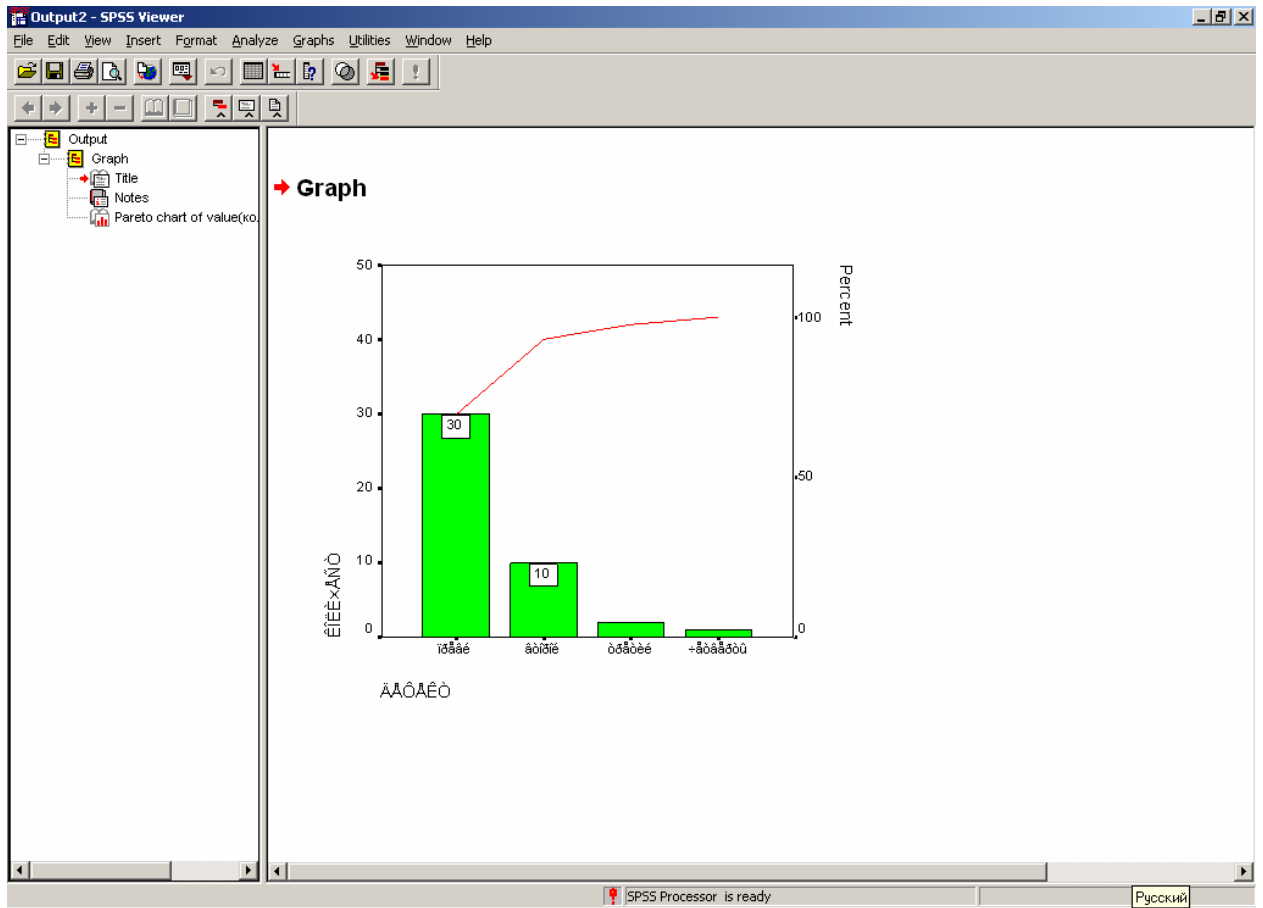 Output2 - SPSS Viewer
File Edit View Insert Format Analyze Graphs Utilities Window Help
Output
Graph
Title
Notes
Pareto chart of value(ко.
Graph
50
40
30
20
10
0
30
10
100
50
0
Percent
ÊÎËÈ×ÅÑÒ
ïðåâé
âòîðîé
òðåòèé
÷åòâåðòû
ÄÅÔÅÊÒ
SPSS Processor is ready
Русский